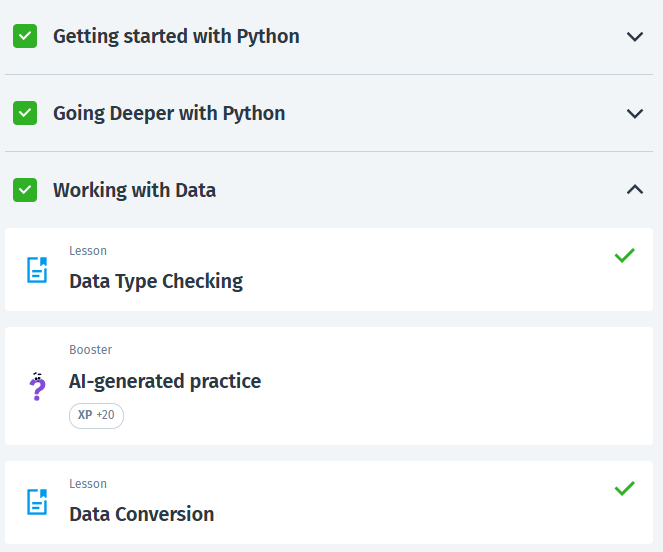 Getting started with Python
Going Deeper with Python
Working with Data
Lesson
Data Type Checking
Booster
AI-generated practice
XP +20
Lesson
Data Conversion